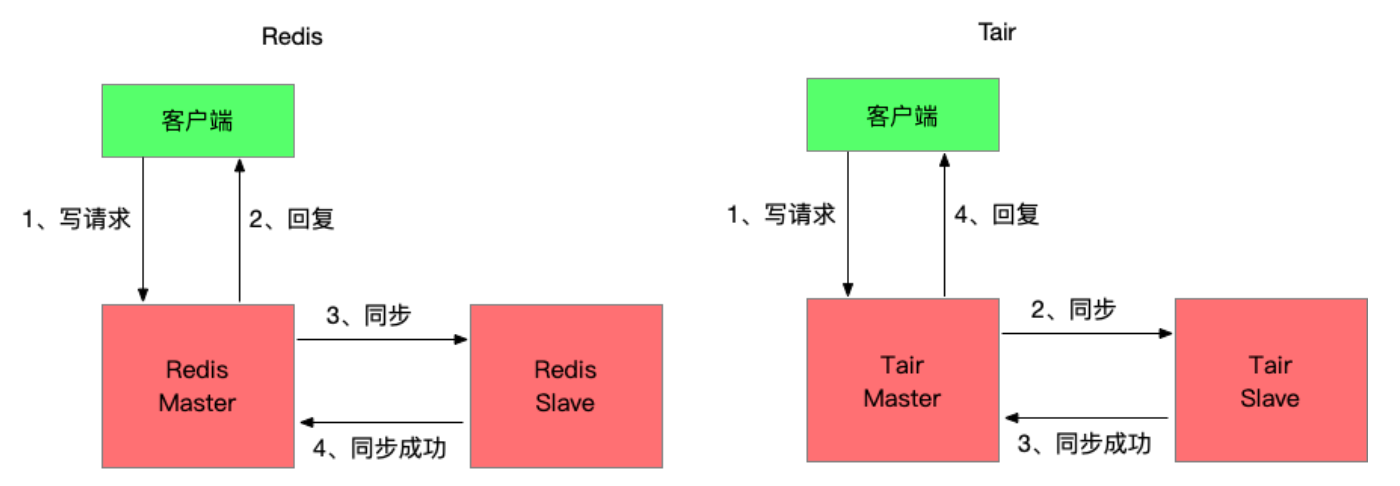 Redis
客户端
1、写请求
2、回复
3、同步
Redis
Master
Redis
Slave
4、同步成功
Tair
客户端
1、写请求
4、回复
2、同步
Tair
Master
Tair
Slave
3、同步成功